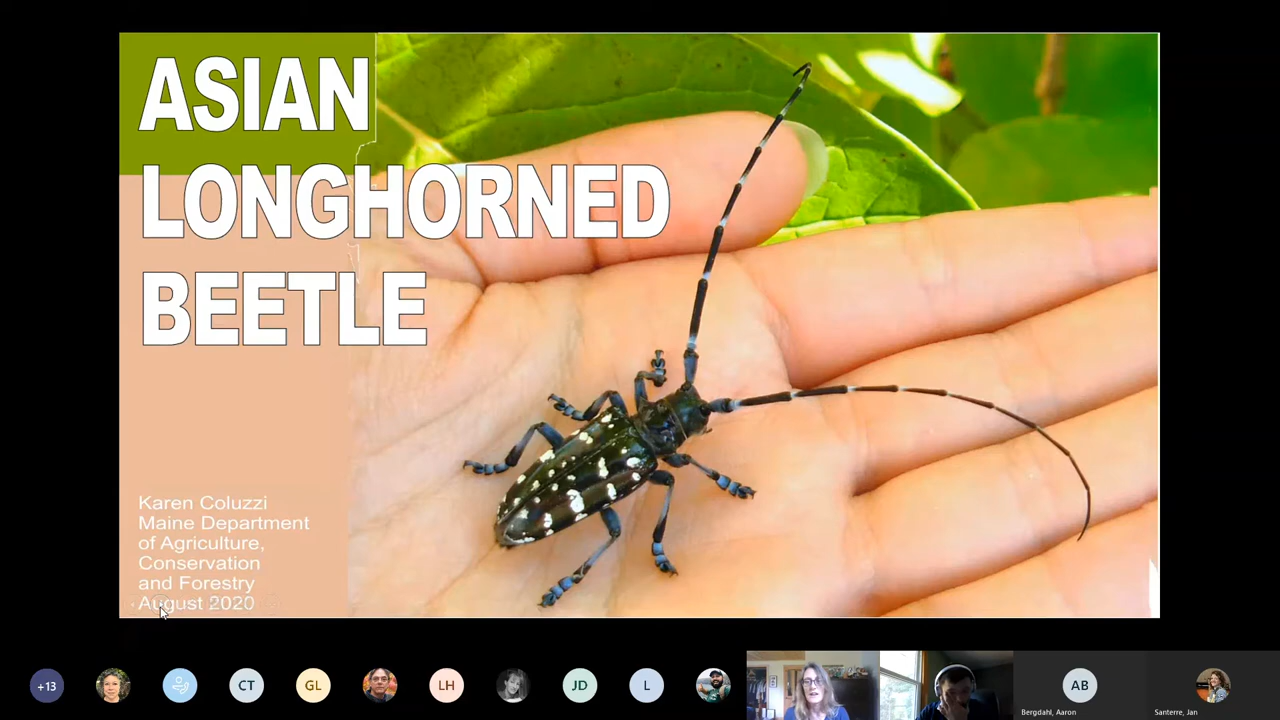 ASIAN
LONGHORNED
BEETLE
Karen Coluzzi
Maine Department
of Agriculture,
Conservation
and Forestry
August 2020
+13
CT
GL
LH
JD
L
AB
Bergdahl, Aaron
Santerre, Jan